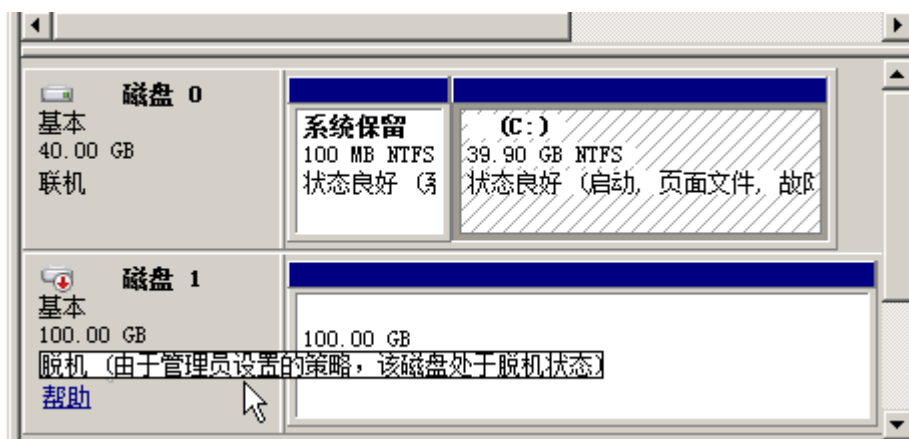 磁盘 0
基本
40.00 GB
联机
系统保留
100 MB NTFS
状态良好 (系
(C:)
39.90 GB NTFS
状态良好 (启动, 页面文件, 故障
磁盘 1
基本
100.00 GB
脱机 (由于管理员设置的策略，该磁盘处于脱机状态)
帮助
100.00 GB